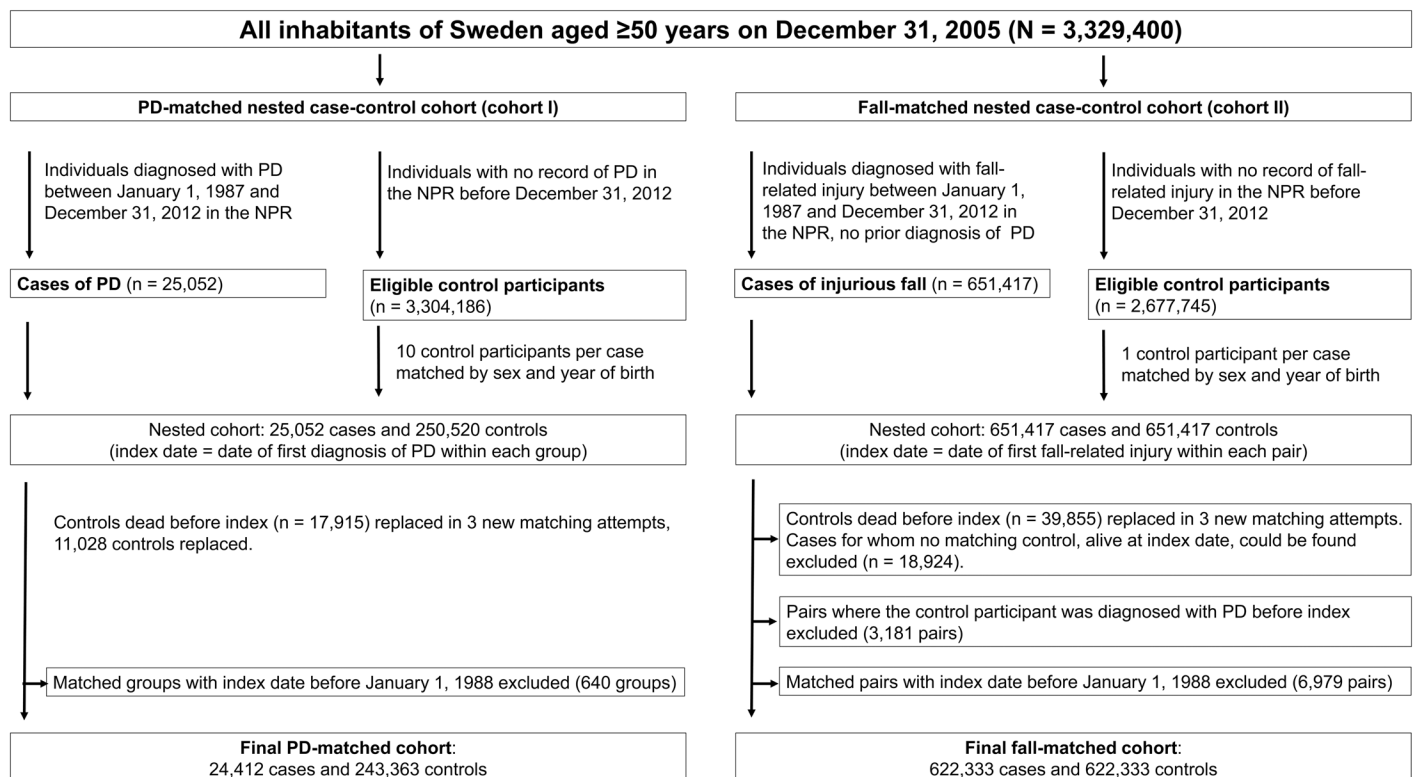 All inhabitants of Sweden aged ≥50 years on December 31, 2005 (N = 3,329,400)
PD-matched nested case-control cohort (cohort I)
Individuals diagnosed with PD
between January 1, 1987 and
December 31, 2012 in the NPR
Individuals with no record of PD in
the NPR before December 31, 2012
Cases of PD (n = 25,052)
Eligible control participants
(n = 3,304,186)
10 control participants per case
matched by sex and year of birth
Nested cohort: 25,052 cases and 250,520 controls
(index date = date of first diagnosis of PD within each group)
Controls dead before index (n = 17,915) replaced in 3 new matching attempts,
11,028 controls replaced.
Matched groups with index date before January 1, 1988 excluded (640 groups)
Final PD-matched cohort:
24,412 cases and 243,363 controls
Fall-matched nested case-control cohort (cohort II)
Individuals diagnosed with fall-
related injury between January 1,
1987 and December 31, 2012 in
the NPR, no prior diagnosis of PD
Individuals with no record of fall-
related injury in the NPR before
December 31, 2012
Cases of injurious fall (n = 651,417)
Eligible control participants
(n = 2,677,745)
1 control participant per case
matched by sex and year of birth
Nested cohort: 651,417 cases and 651,417 controls
(index date = date of first fall-related injury within each pair)
Controls dead before index (n = 39,855) replaced in 3 new matching attempts.
Cases for whom no matching control, alive at index date, could be found
excluded (n = 18,924).
Pairs where the control participant was diagnosed with PD before index
excluded (3,181 pairs)
Matched pairs with index date before January 1, 1988 excluded (6,979 pairs)
Final fall-matched cohort:
622,333 cases and 622,333 controls